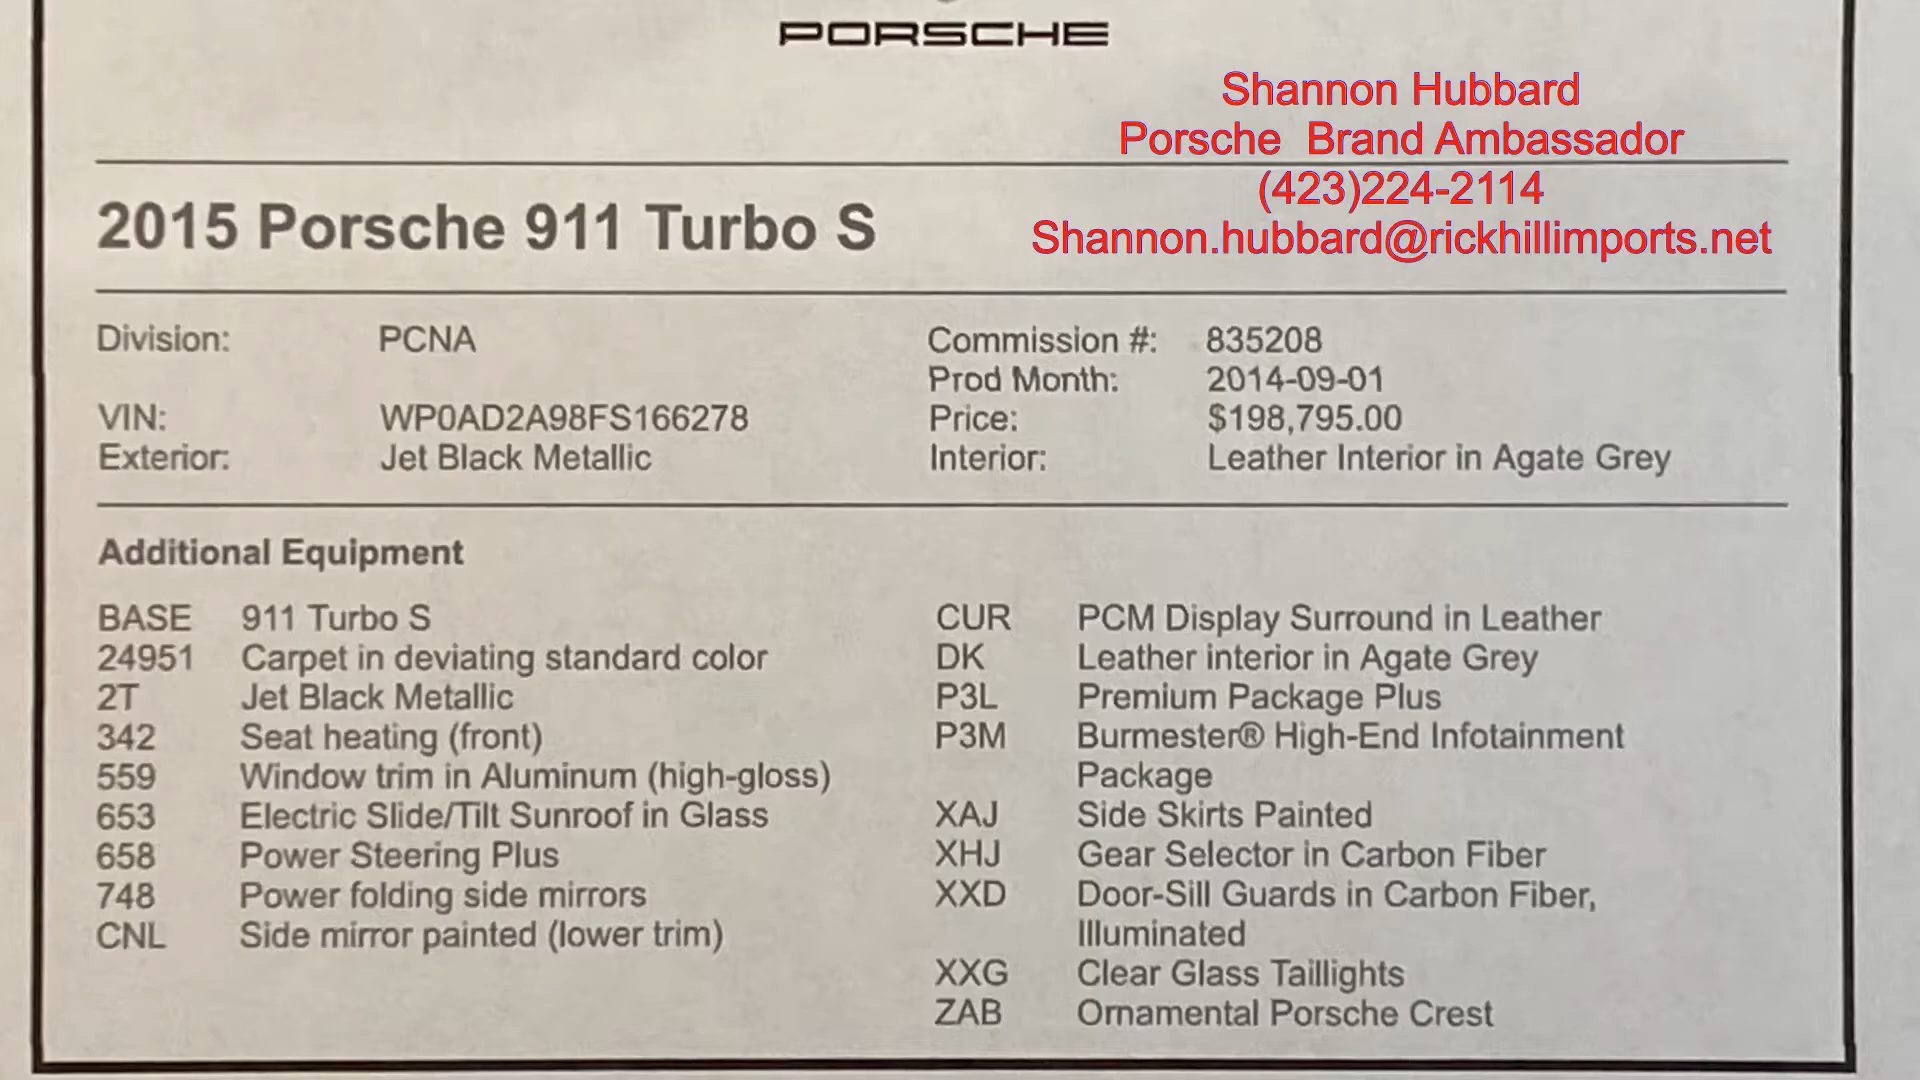 PORSCHE
Shannon Hubbard
Porsche  Brand Ambassador
(423)224-2114
Shannon.hubbard@rickhillimports.net
2015 Porsche 911 Turbo S
Division: PCNA
Commission #: 835208
Prod Month: 2014-09-01
VIN: WP0AD2A98FS166278
Price: $198,795.00
Exterior: Jet Black Metallic
Interior: Leather Interior in Agate Grey
Additional Equipment
BASE 911 Turbo S
24951 Carpet in deviating standard color
2T Jet Black Metallic
342 Seat heating (front)
559 Window trim in Aluminum (high-gloss)
653 Electric Slide/Tilt Sunroof in Glass
658 Power Steering Plus
748 Power folding side mirrors
CNL Side mirror painted (lower trim)
CUR PCM Display Surround in Leather
DK Leather interior in Agate Grey
P3L Premium Package Plus
P3M Burmester® High-End Infotainment
Package
XAJ Side Skirts Painted
XHJ Gear Selector in Carbon Fiber
XXD Door-Sill Guards in Carbon Fiber,
Illuminated
XXG Clear Glass Taillights
ZAB Ornamental Porsche Crest